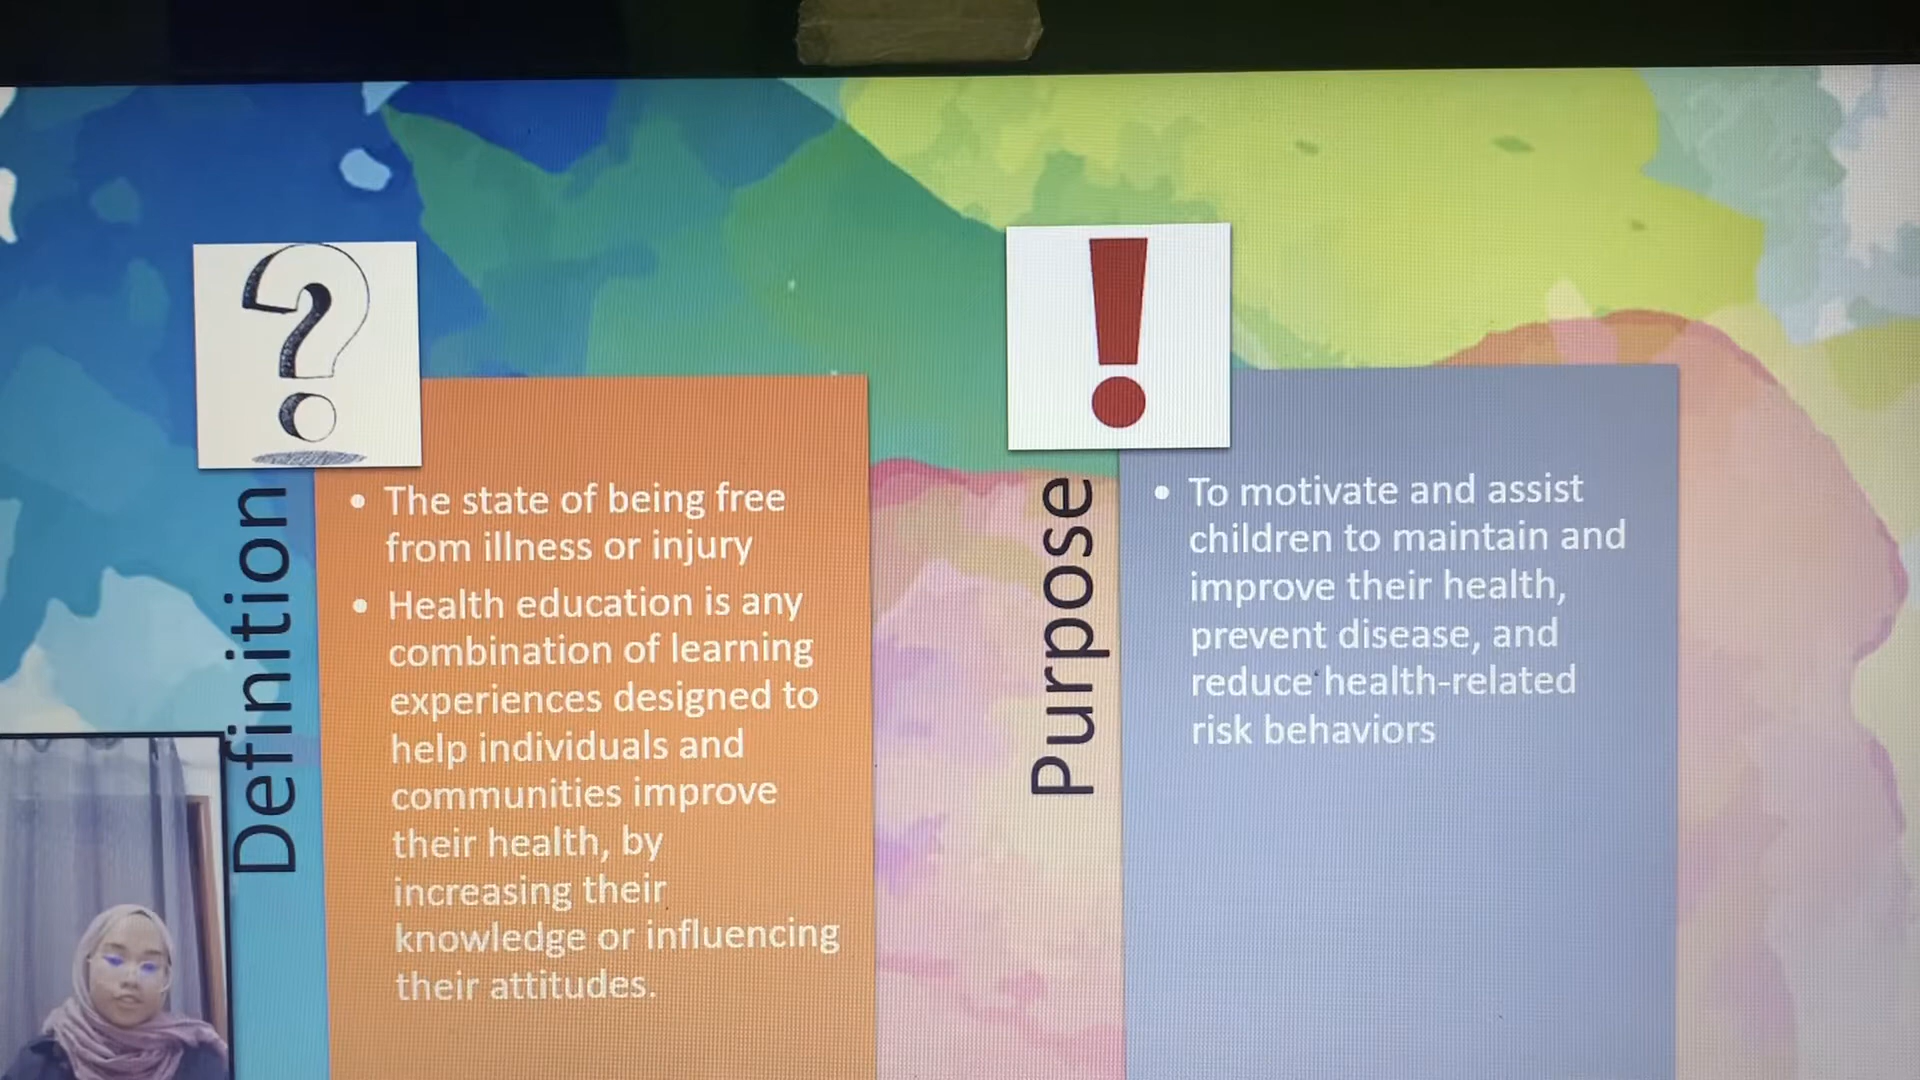 Definition
• The state of being free
from illness or injury
• Health education is any
combination of learning
experiences designed to
help individuals and
communities improve
their health, by
increasing their
knowledge or influencing
their attitudes.
Purpose
• To motivate and assist
children to maintain and
improve their health,
prevent disease, and
reduce health-related
risk behaviors